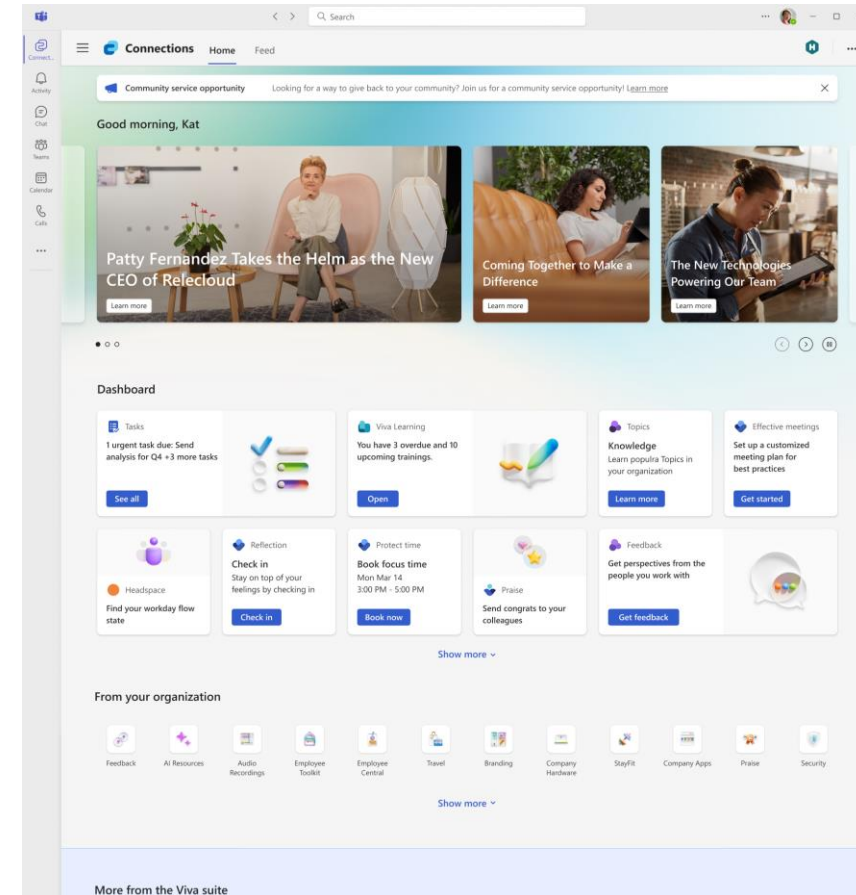 Search
Connections
Home
Feed
Connect...
Activity
Chat
Teams
Calendar
Calls
Community service opportunity
Looking for a way to give back to your community? Join us for a community service opportunity! Learn more
Good morning, Kat
Patty Fernandez Takes the Helm as the New
CEO of Relecloud
Learn more
Coming Together to Make a
Difference
Learn more
The New Technologies
Powering Our Team
Learn more
Dashboard
Tasks
1 urgent task due: Send
analysis for Q4 +3 more tasks
See all
Viva Learning
You have 3 overdue and 10
upcoming trainings.
Open
Topics
Knowledge
Learn populra Topics in
your organization
Learn more
Effective meetings
Set up a customized
meeting plan for
best practices
Get started
Headspace
Find your workday flow
state
Reflection
Check in
Stay on top of your
feelings by checking in
Check in
Protect time
Book focus time
Mon Mar 14
3:00 PM - 5:00 PM
Book now
Praise
Send congrats to your
colleagues
Feedback
Get perspectives from the
people you work with
Get feedback
Show more
From your organization
Feedback
AI Resources
Audio
Recordings
Employee
Toolkit
Employee
Central
Travel
Branding
Company
Hardware
StayFit
Company Apps
Praise
Security
Show more
More from the Viva suite